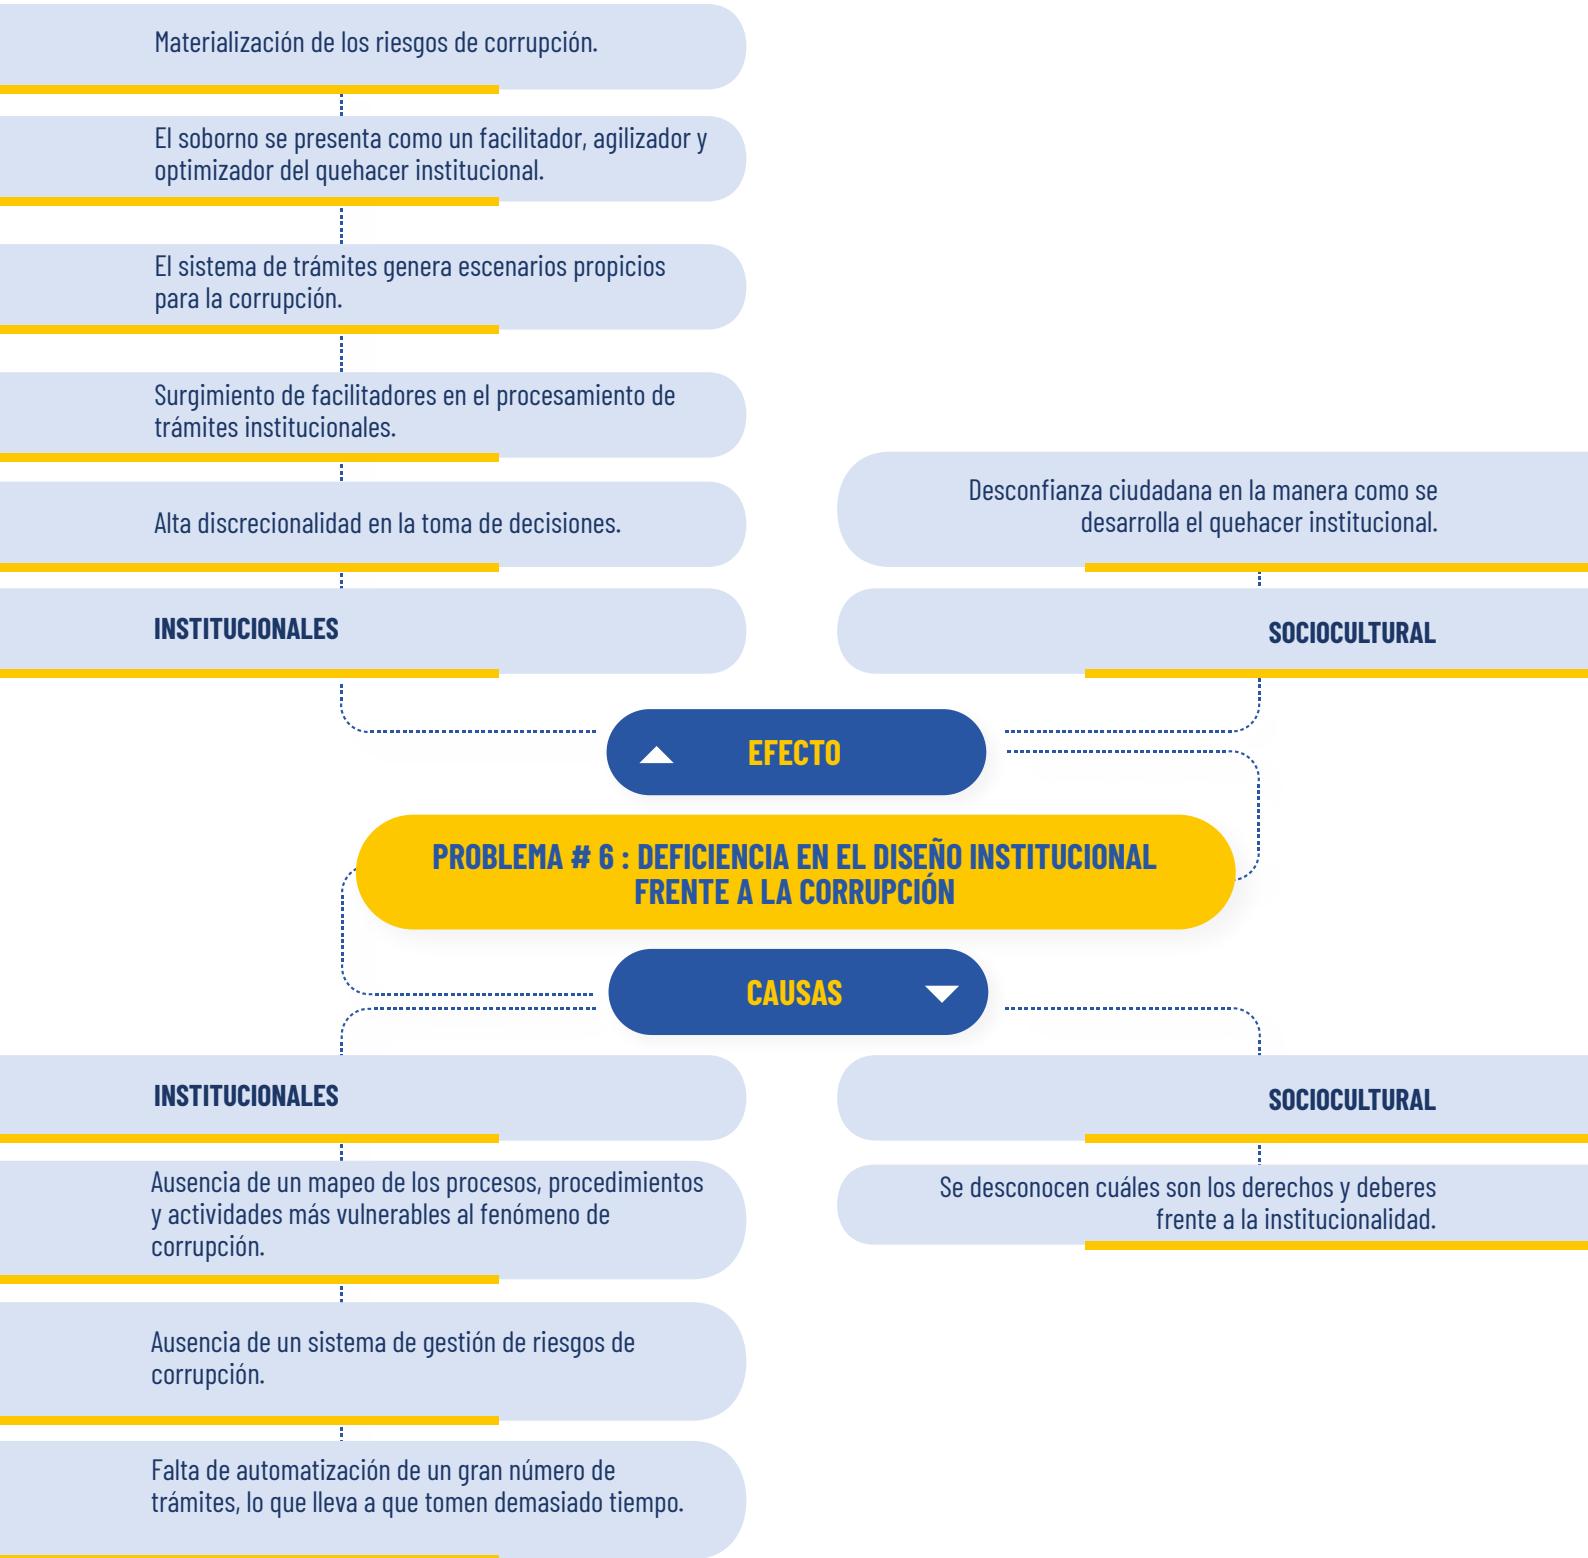 Materialización de los riesgos de corrupción.
El soborno se presenta como un facilitador, agilizador y
optimizador del quehacer institucional.
El sistema de trámites genera escenarios propicios
para la corrupción.
Surgimiento de facilitadores en el procesamiento de
trámites institucionales.
Alta discrecionalidad en la toma de decisiones.
INSTITUCIONALES
Desconfianza ciudadana en la manera como se
desarrolla el quehacer institucional.
SOCIOCULTURAL
EFECTO
PROBLEMA # 6 : DEFICIENCIA EN EL DISEÑO INSTITUCIONAL
FRENTE A LA CORRUPCIÓN
CAUSAS
INSTITUCIONALES
Ausencia de un mapeo de los procesos, procedimientos
y actividades más vulnerables al fenómeno de
corrupción.
Ausencia de un sistema de gestión de riesgos de
corrupción.
Falta de automatización de un gran número de
trámites, lo que lleva a que tomen demasiado tiempo.
SOCIOCULTURAL
Se desconocen cuáles son los derechos y deberes
frente a la institucionalidad.